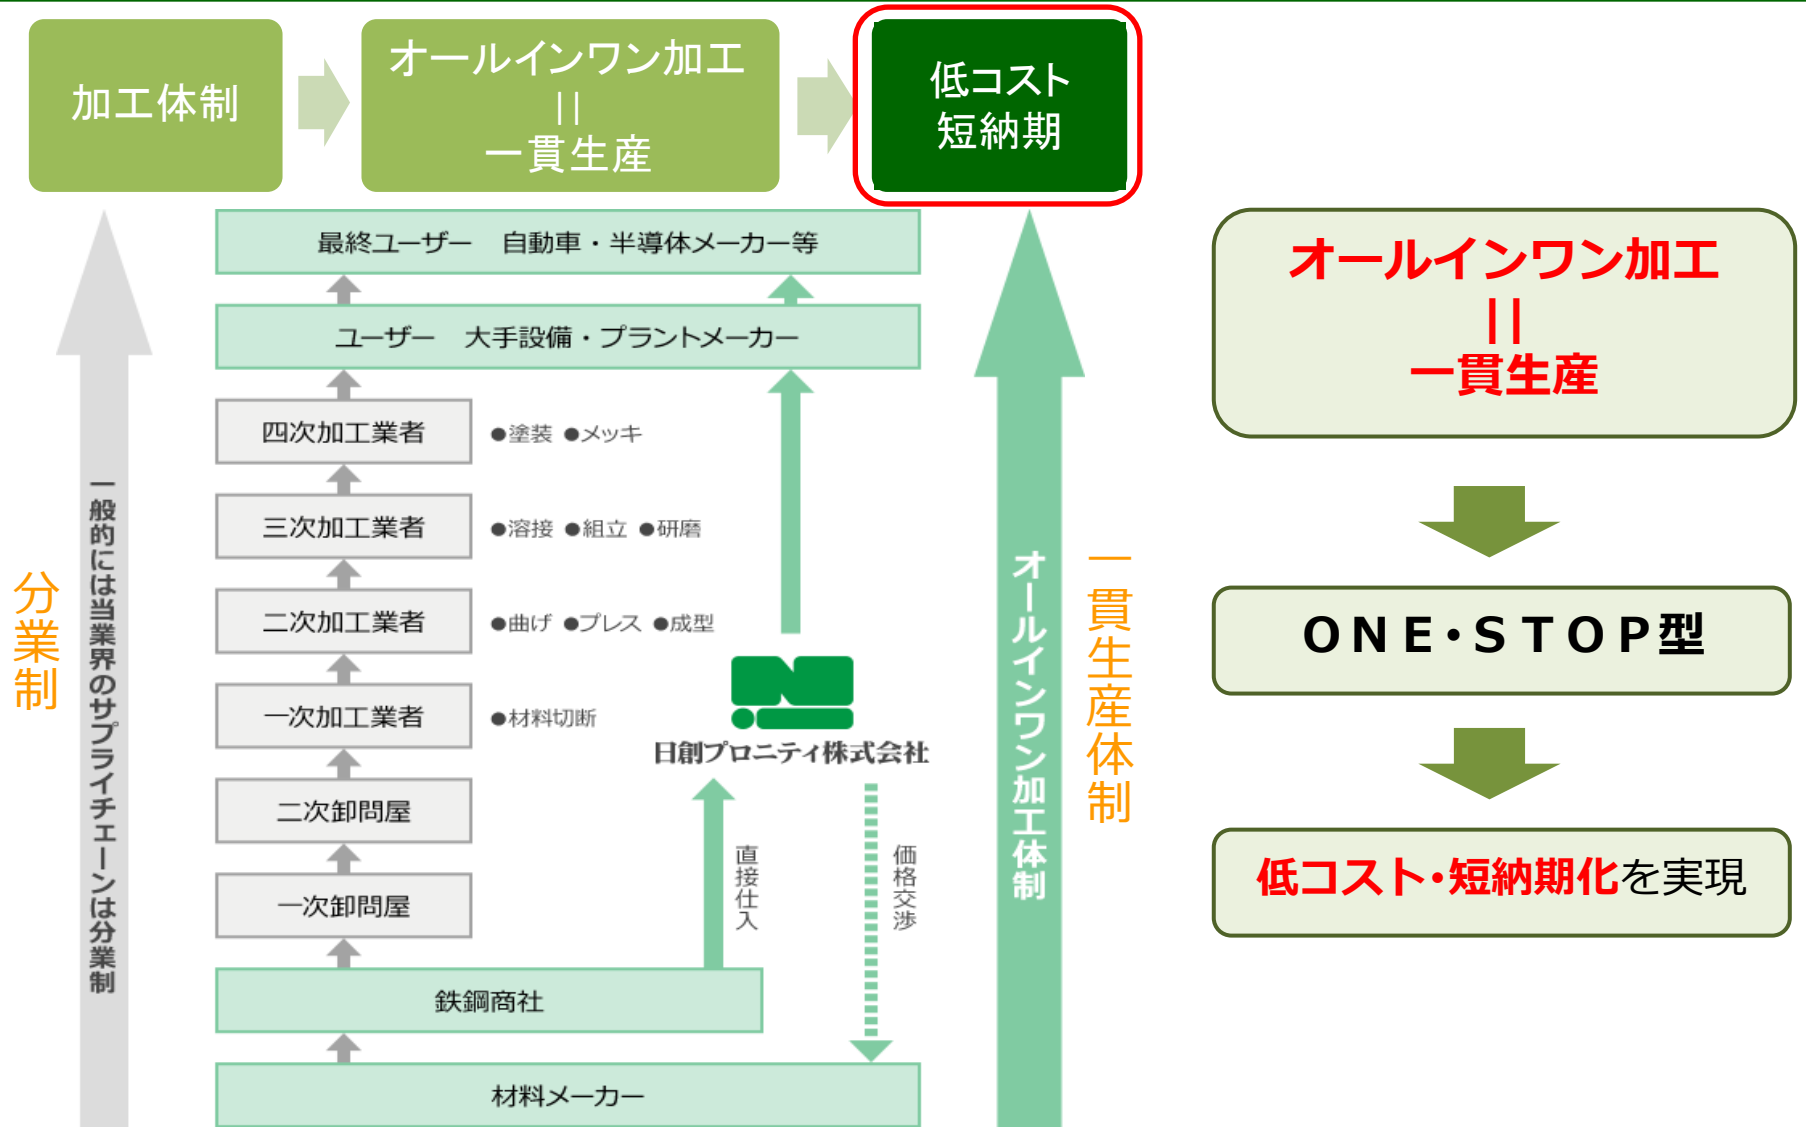 加工体制
オールインワン加工
||
一貫生産
低コスト
短納期
最終ユーザー　自動車・半導体メーカー等
ユーザー　大手設備・プラントメーカー
四次加工業者
●塗装 ●メッキ
三次加工業者
●溶接 ●組立 ●研磨
二次加工業者
●曲げ ●プレス ●成型
一次加工業者
●材料切断
二次卸問屋
一次卸問屋
鉄鋼商社
材料メーカー
分業制
一般的には当業界のサプライチェーンは分業制
日創プロニティ株式会社
直接仕入
価格交渉
オールインワン加工体制
一貫生産体制
オールインワン加工
||
一貫生産
ＯＮＥ・ＳＴＯＰ型
低コスト・短納期化を実現